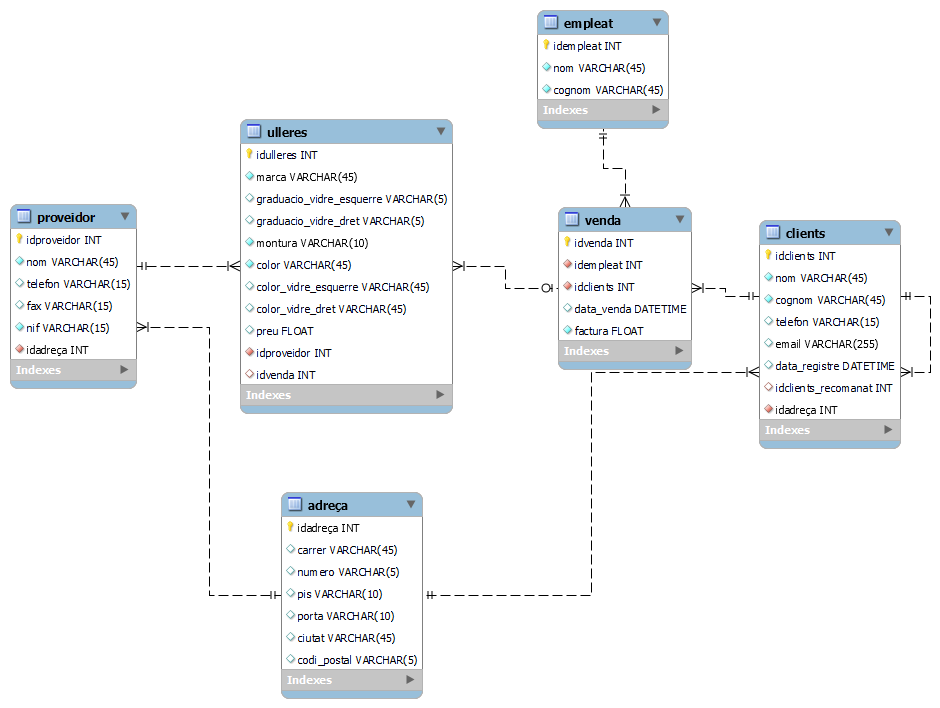 empleat
idempleat INT
nom VARCHAR(45)
cognom VARCHAR(45)
Indexes
ulleres
idulleres INT
marca VARCHAR(45)
graduacio_vidre_esquerre VARCHAR(5)
graduacio_vidre_dret VARCHAR(5)
montura VARCHAR(10)
color VARCHAR(45)
color_vidre_esquerre VARCHAR(45)
color_vidre_dret VARCHAR(45)
preu FLOAT
idproveidor INT
idvenda INT
Indexes
proveidor
idproveidor INT
nom VARCHAR(45)
telefon VARCHAR(15)
fax VARCHAR(15)
nif VARCHAR(15)
idadreça INT
Indexes
venda
idvenda INT
idempleat INT
idclients INT
data_venda DATETIME
factura FLOAT
Indexes
clients
idclients INT
nom VARCHAR(45)
cognom VARCHAR(45)
telefon VARCHAR(15)
email VARCHAR(255)
data_registre DATETIME
idclients_recomanat INT
idadreça INT
Indexes
adreça
idadreça INT
carrer VARCHAR(45)
numero VARCHAR(5)
pis VARCHAR(10)
porta VARCHAR(10)
ciutat VARCHAR(45)
codi_postal VARCHAR(5)
Indexes